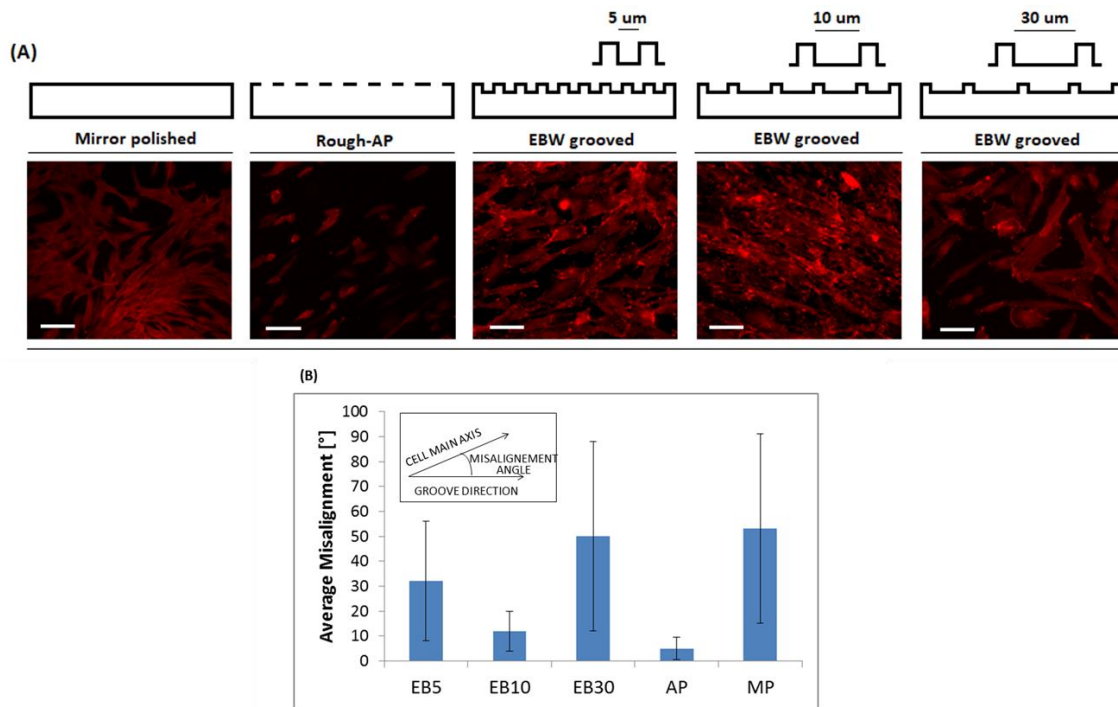 5 um
10 um
30 um
(A)
Mirror polished
Rough-AP
EBW grooved
EBW grooved
EBW grooved
(B)
Average Misalignment [°]
100
90
80
70
60
50
40
30
20
10
0
CELL MAIN AXIS
MISALIGNEMENT
ANGLE
GROOVE DIRECTION
EB5
EB10
EB30
AP
MP